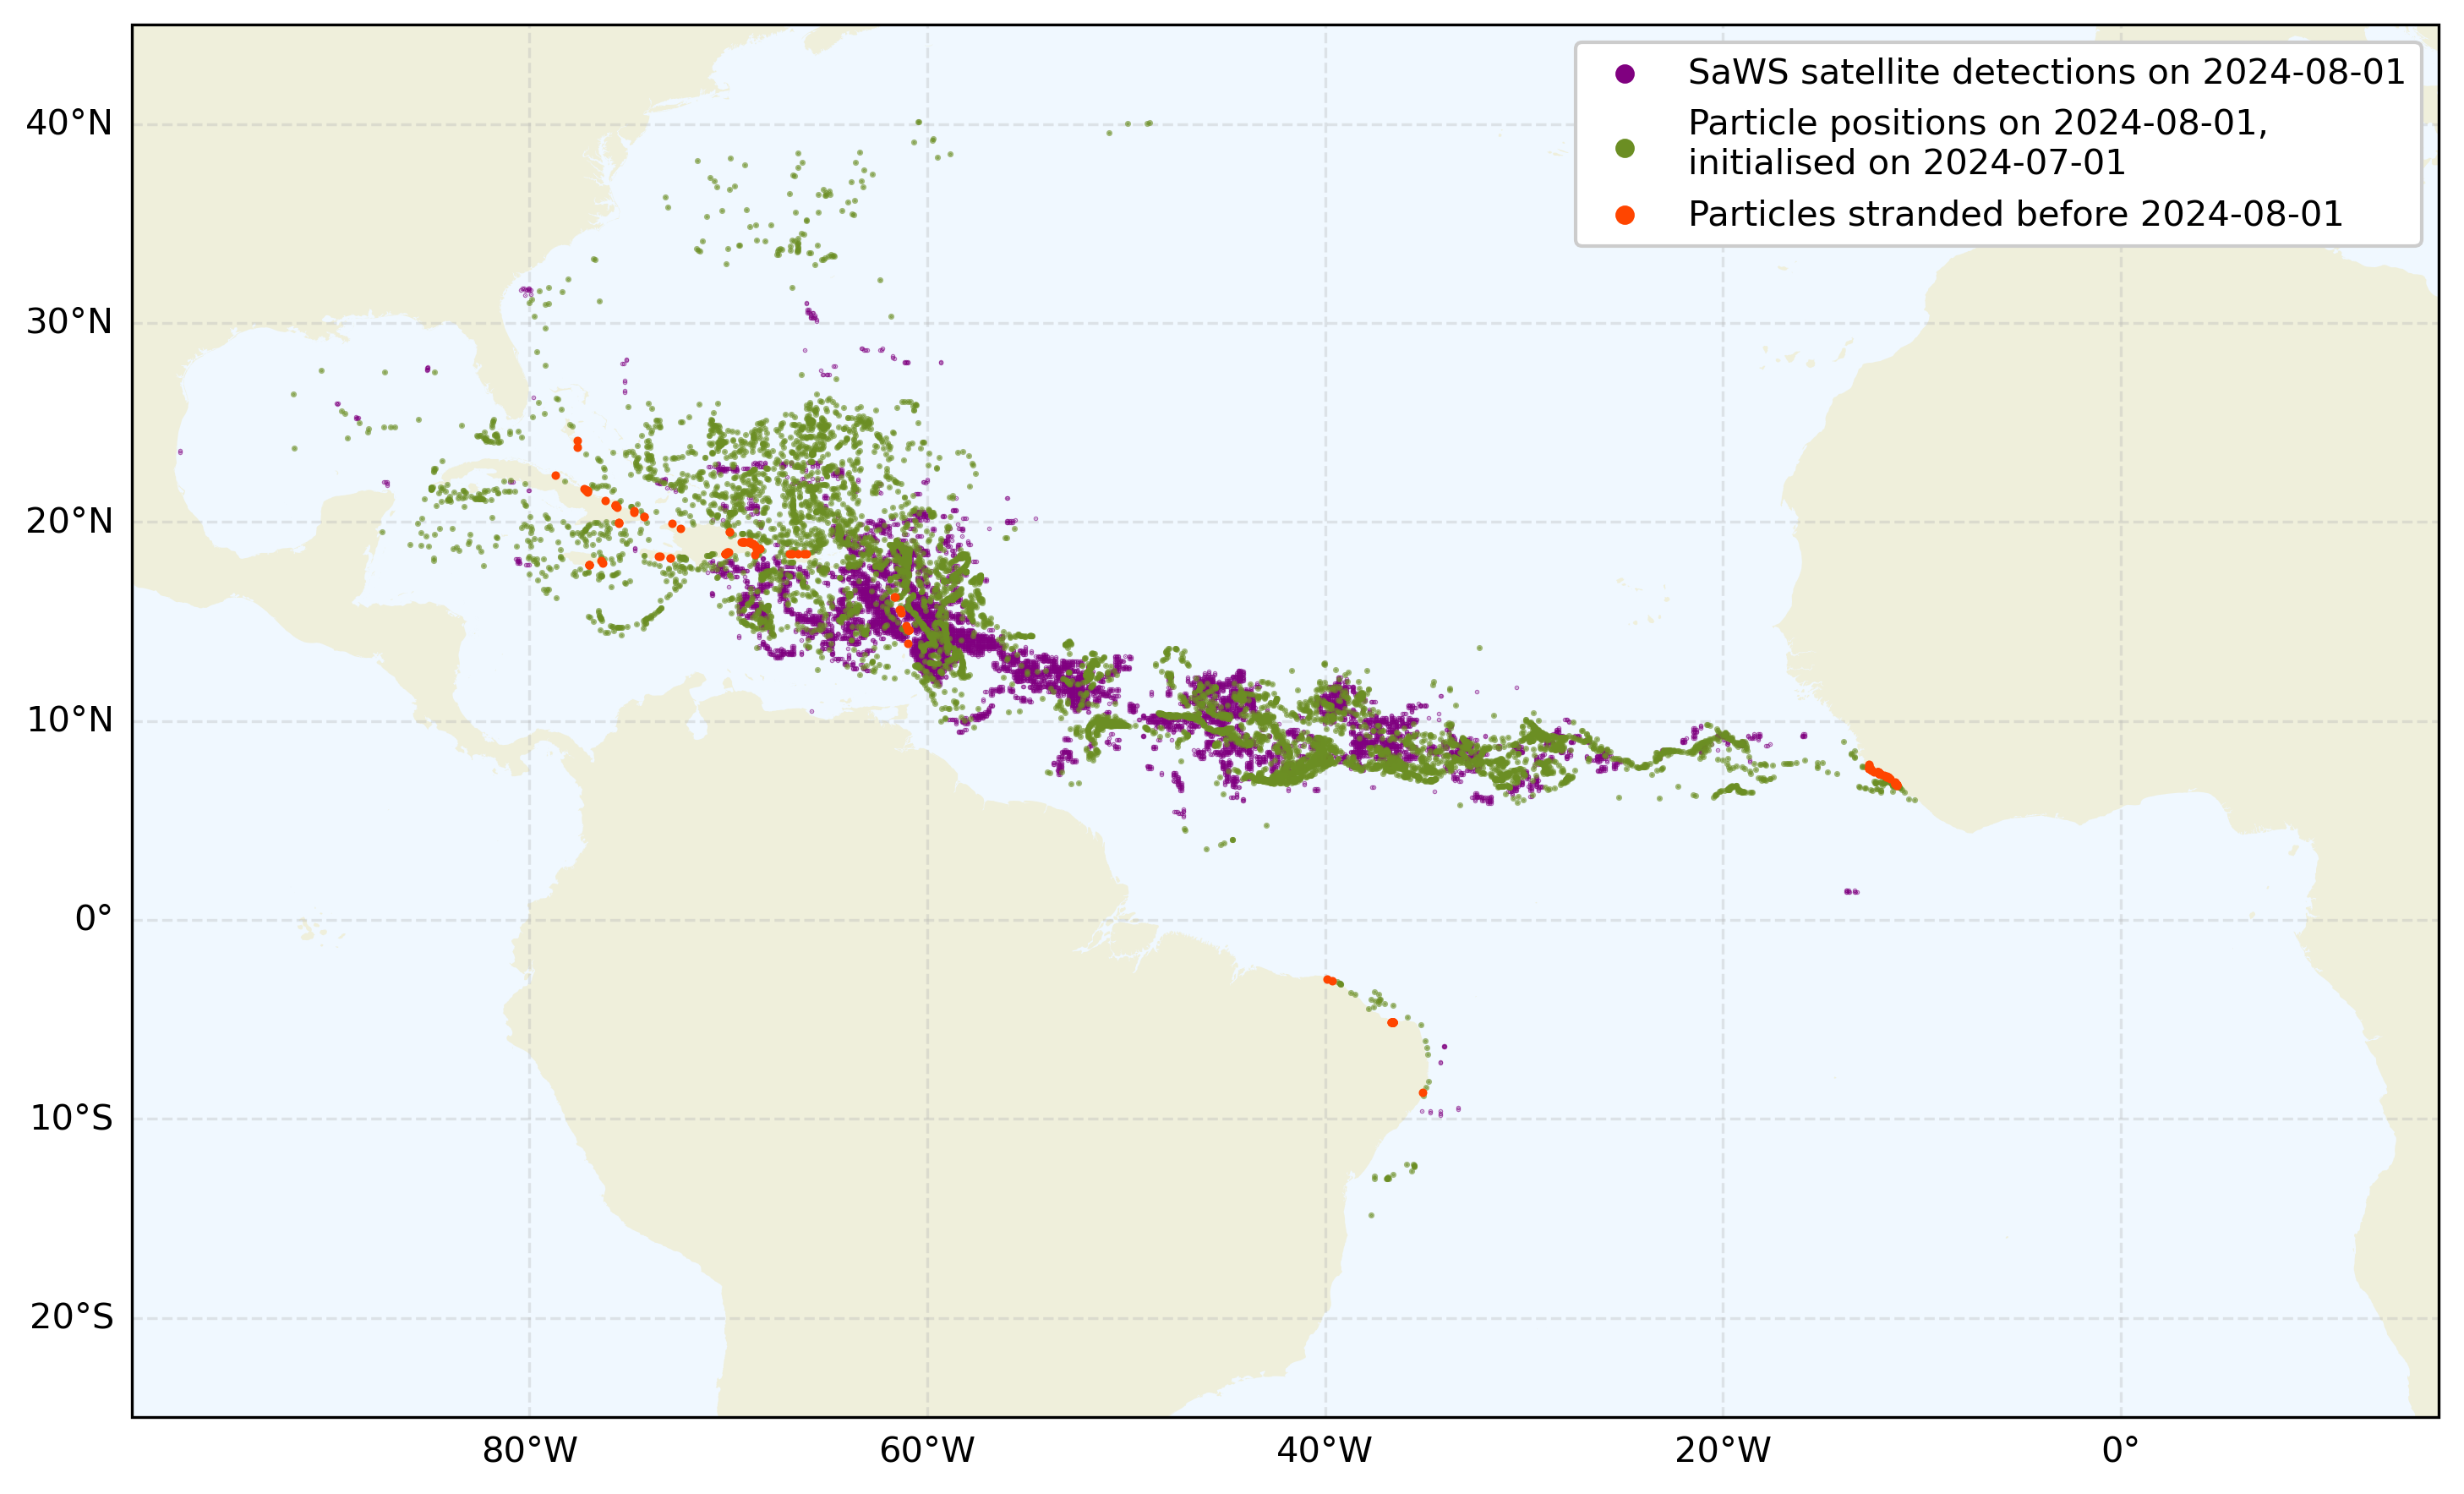 SaWS satellite detections on 2024-08-01
Particle positions on 2024-08-01,
initialised on 2024-07-01
Particles stranded before 2024-08-01
40°N
30°N
20°N
10°N
0°
10°S
20°S
80°W
60°W
40°W
20°W
0°